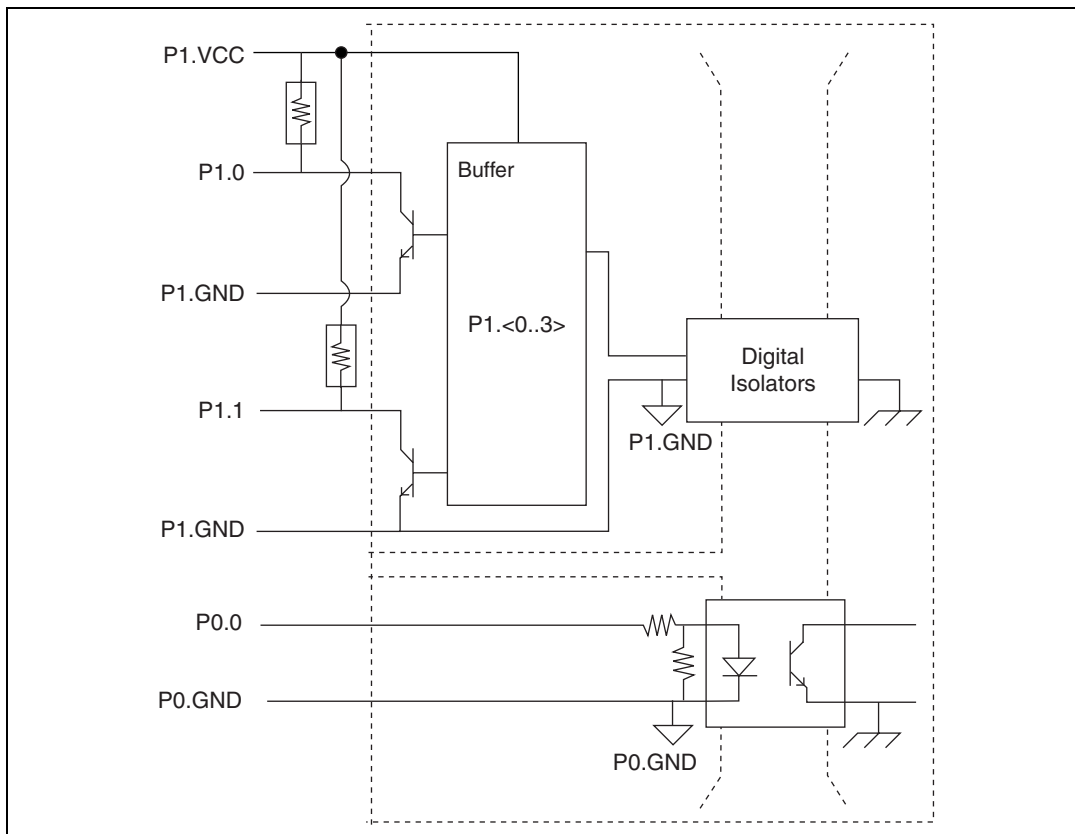 P1.VCC
P1.0
Buffer
P1.GND
P1.<0..3>
Digital
Isolators
P1.1
P1.GND
P1.GND
P0.0
P0.GND
P0.GND